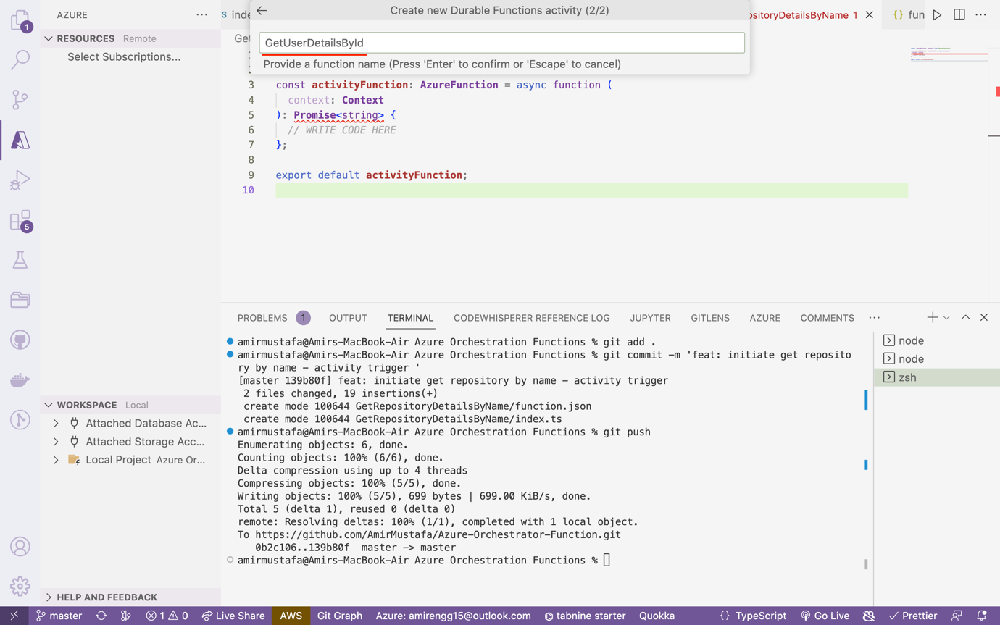 AZURE
RESOURCES Remote
Select Subscriptions...
Create new Durable Functions activity (2/2)
GetUserDetailsById
Provide a function name (Press 'Enter' to confirm or 'Escape' to cancel)
ositoryDetailsByName 1
{} fun
Get
3 const activityFunction: AzureFunction = async function (
4 context: Context
5 ): Promise<string> {
6 // WRITE CODE HERE
7 };
8
9 export default activityFunction;
10
1
5
PROBLEMS 1 OUTPUT TERMINAL CODEWHISPERER REFERENCE LOG JUPYTER GITLENS AZURE COMMENTS
amirmustafa@Amirs-MacBook-Air Azure Orchestration Functions % git add .
amirmustafa@Amirs-MacBook-Air Azure Orchestration Functions % git commit -m 'feat: initiate get reposito
ry by name - activity trigger '
[master 139b80f] feat: initiate get repository by name - activity trigger
2 files changed, 19 insertions(+)
create mode 100644 GetRepositoryDetailsByName/function.json
create mode 100644 GetRepositoryDetailsByName/index.ts
amirmustafa@Amirs-MacBook-Air Azure Orchestration Functions % git push
Enumerating objects: 6, done.
Counting objects: 100% (6/6), done.
Delta compression using up to 4 threads
Compressing objects: 100% (5/5), done.
Writing objects: 100% (5/5), 699 bytes | 699.00 KiB/s, done.
Total 5 (delta 1), reused 0 (delta 0)
remote: Resolving deltas: 100% (1/1), completed with 1 local object.
To https://github.com/AmirMustafa/Azure-Orchestrator-Function.git
0b2c106..139b80f master -> master
amirmustafa@Amirs-MacBook-Air Azure Orchestration Functions %
node
node
zsh
WORKSPACE Local
Attached Database Ac...
Attached Storage Acc...
Local Project Azure Or...
HELP AND FEEDBACK
master 1 0 Live Share AWS Git Graph Azure: amirengg15@outlook.com tabnine starter Quokka {} TypeScript Go Live Prettier